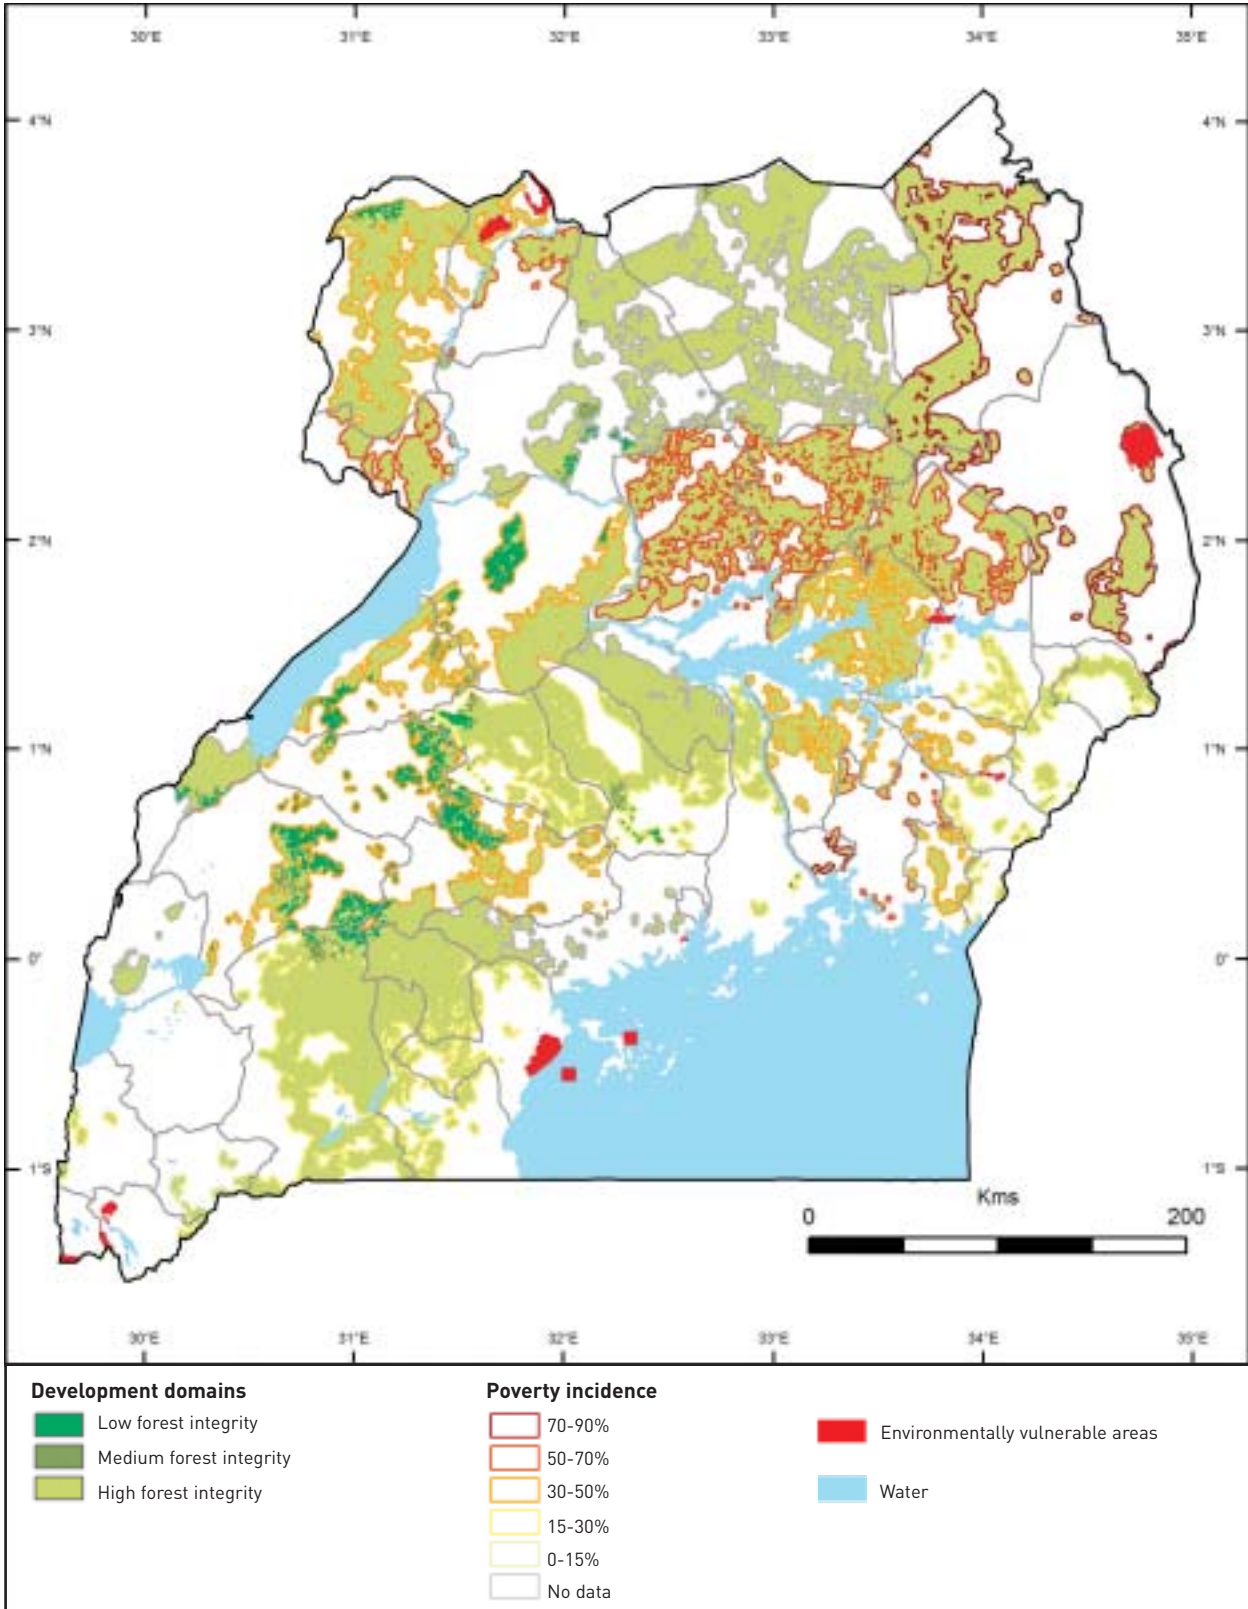 30°E 31°E 32°E 33°E 34°E 35°E
4°N 4°N
3°N 3°N
2°N 2°N
1°N 1°N
0° 0°
1°S 1°S
Kms
0 200
30°E 31°E 32°E 33°E 34°E 35°E
Development domains
Low forest integrity
Medium forest integrity
High forest integrity
Poverty incidence
70-90%
50-70%
30-50%
15-30%
0-15%
No data
Environmentally vulnerable areas
Water